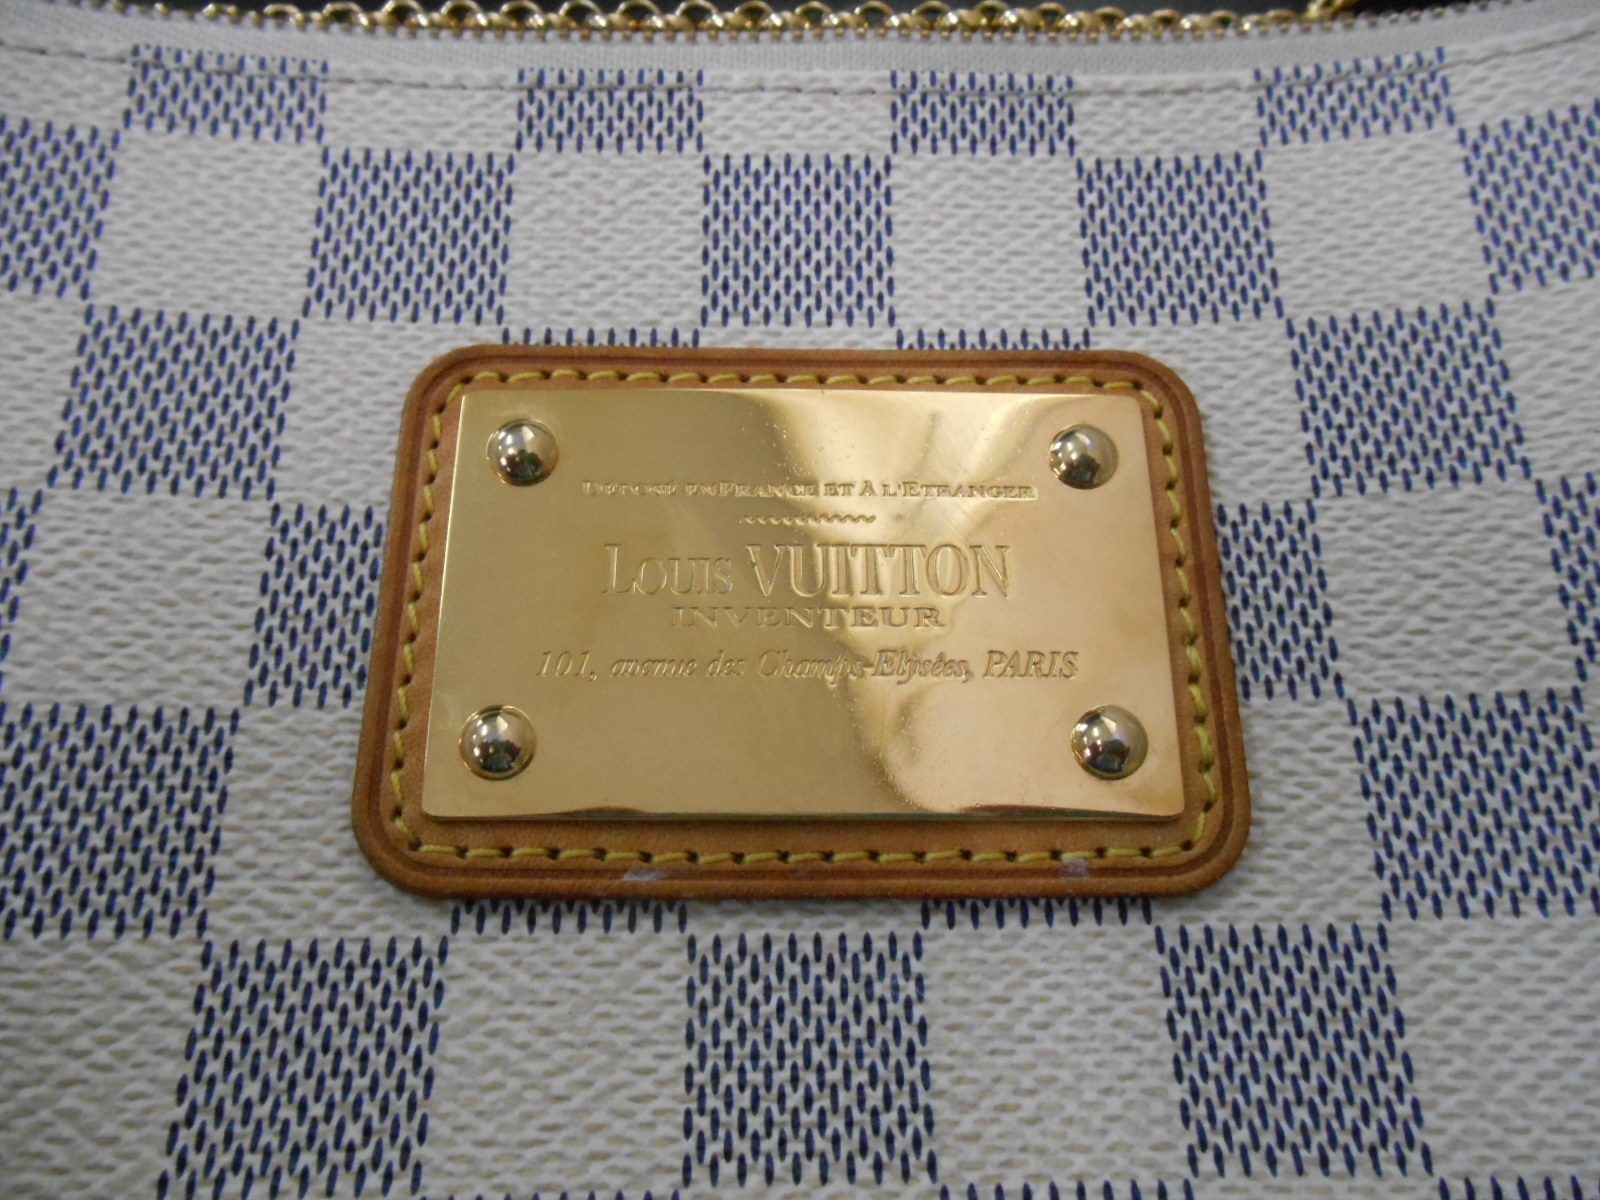 DÉPOSÉ EN FRANCE ET A L'ETRANGER
LOUIS VUITTON
INVENTEUR
101, avenue des Champs-Elysées, PARIS